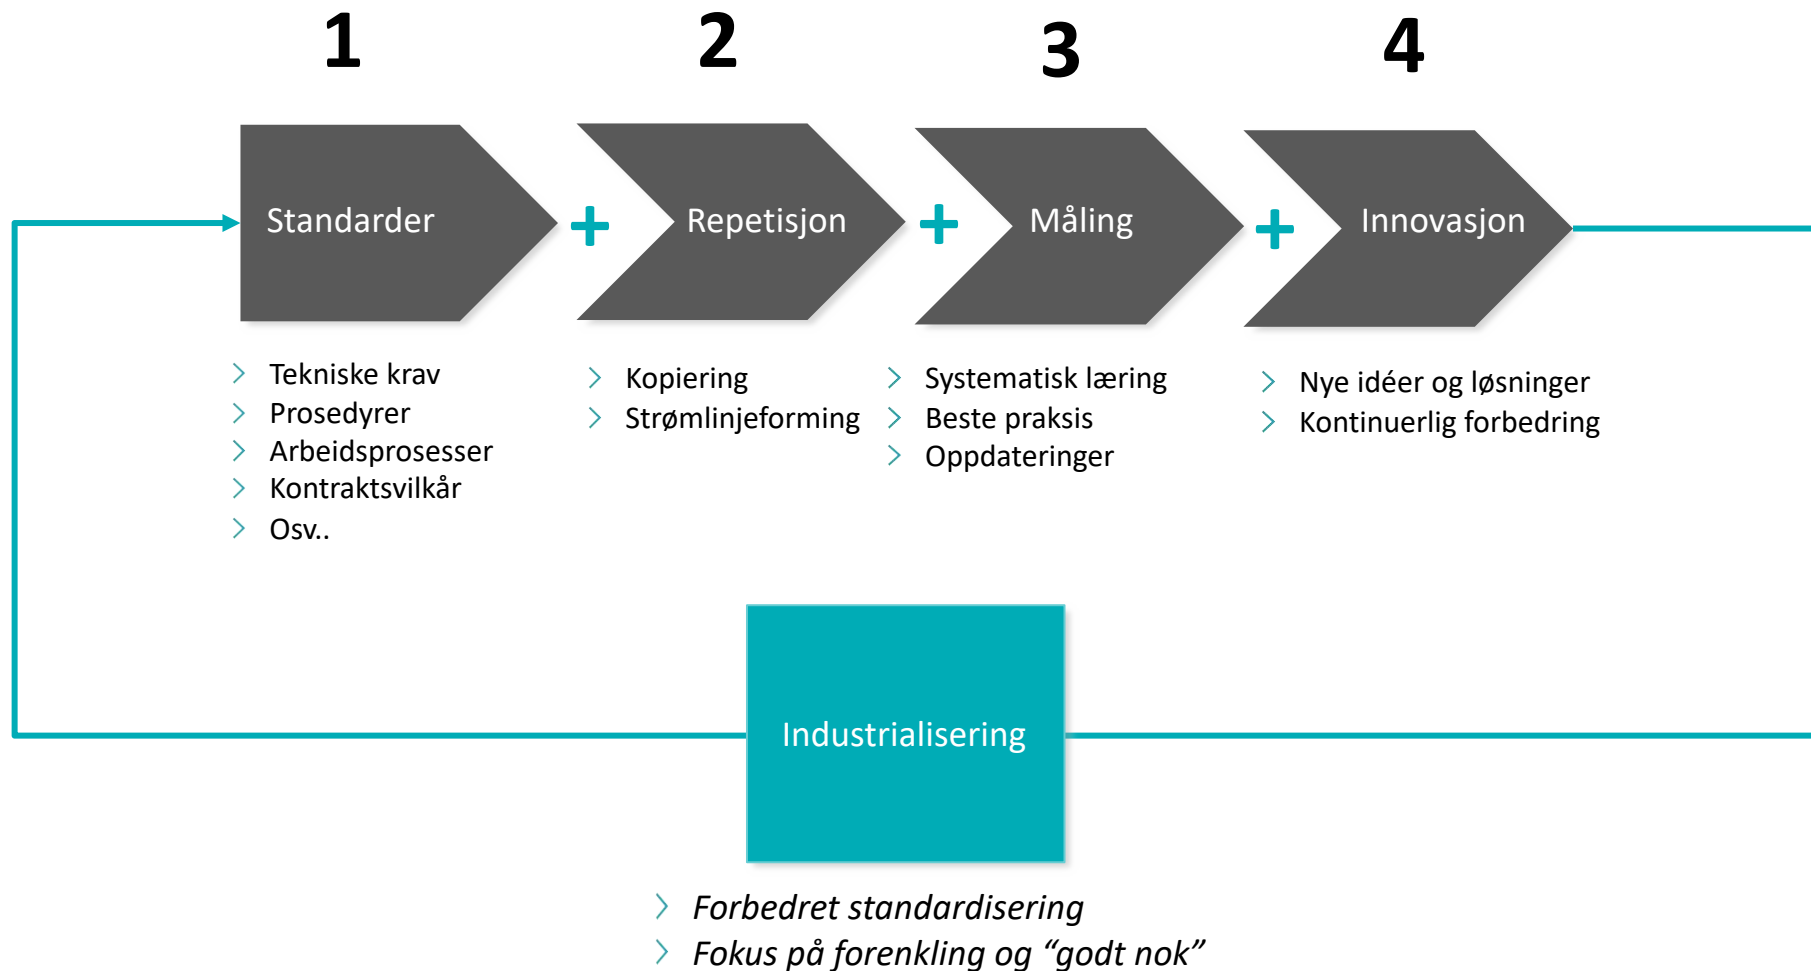 1
2
3
4
Standarder
+
Repetisjon
+
Måling
+
Innovasjon
Tekniske krav
Prosedyrer
Arbeidsprosesser
Kontraktsvilkår
Osv..
Kopiering
Strømlinjeforming
Systematisk læring
Beste praksis
Oppdateringer
Nye idéer og løsninger
Kontinuerlig forbedring
Industrialisering
Forbedret standardisering
Fokus på forenkling og “godt nok”